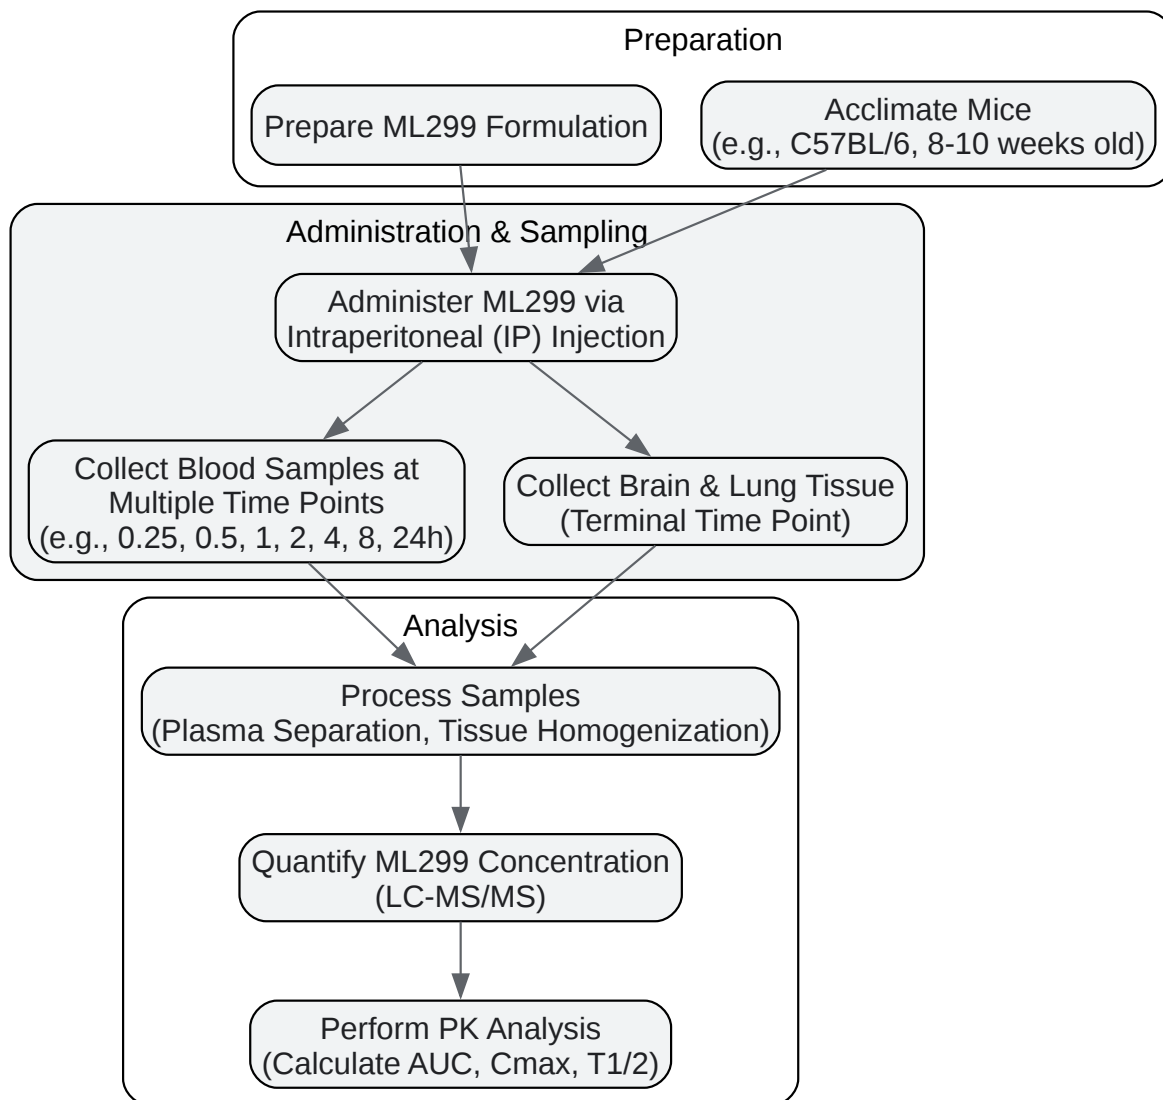 Preparation
Prepare ML299 Formulation
Acclimate Mice
(e.g., C57BL/6, 8-10 weeks old)
Administration & Sampling
Administer ML299 via
Intraperitoneal (IP) Injection
Collect Blood Samples at
Multiple Time Points
(e.g., 0.25, 0.5, 1, 2, 4, 8, 24h)
Collect Brain & Lung Tissue
(Terminal Time Point)
Analysis
Process Samples
(Plasma Separation, Tissue Homogenization)
Quantify ML299 Concentration
(LC-MS/MS)
Perform PK Analysis
(Calculate AUC, Cmax, T1/2)